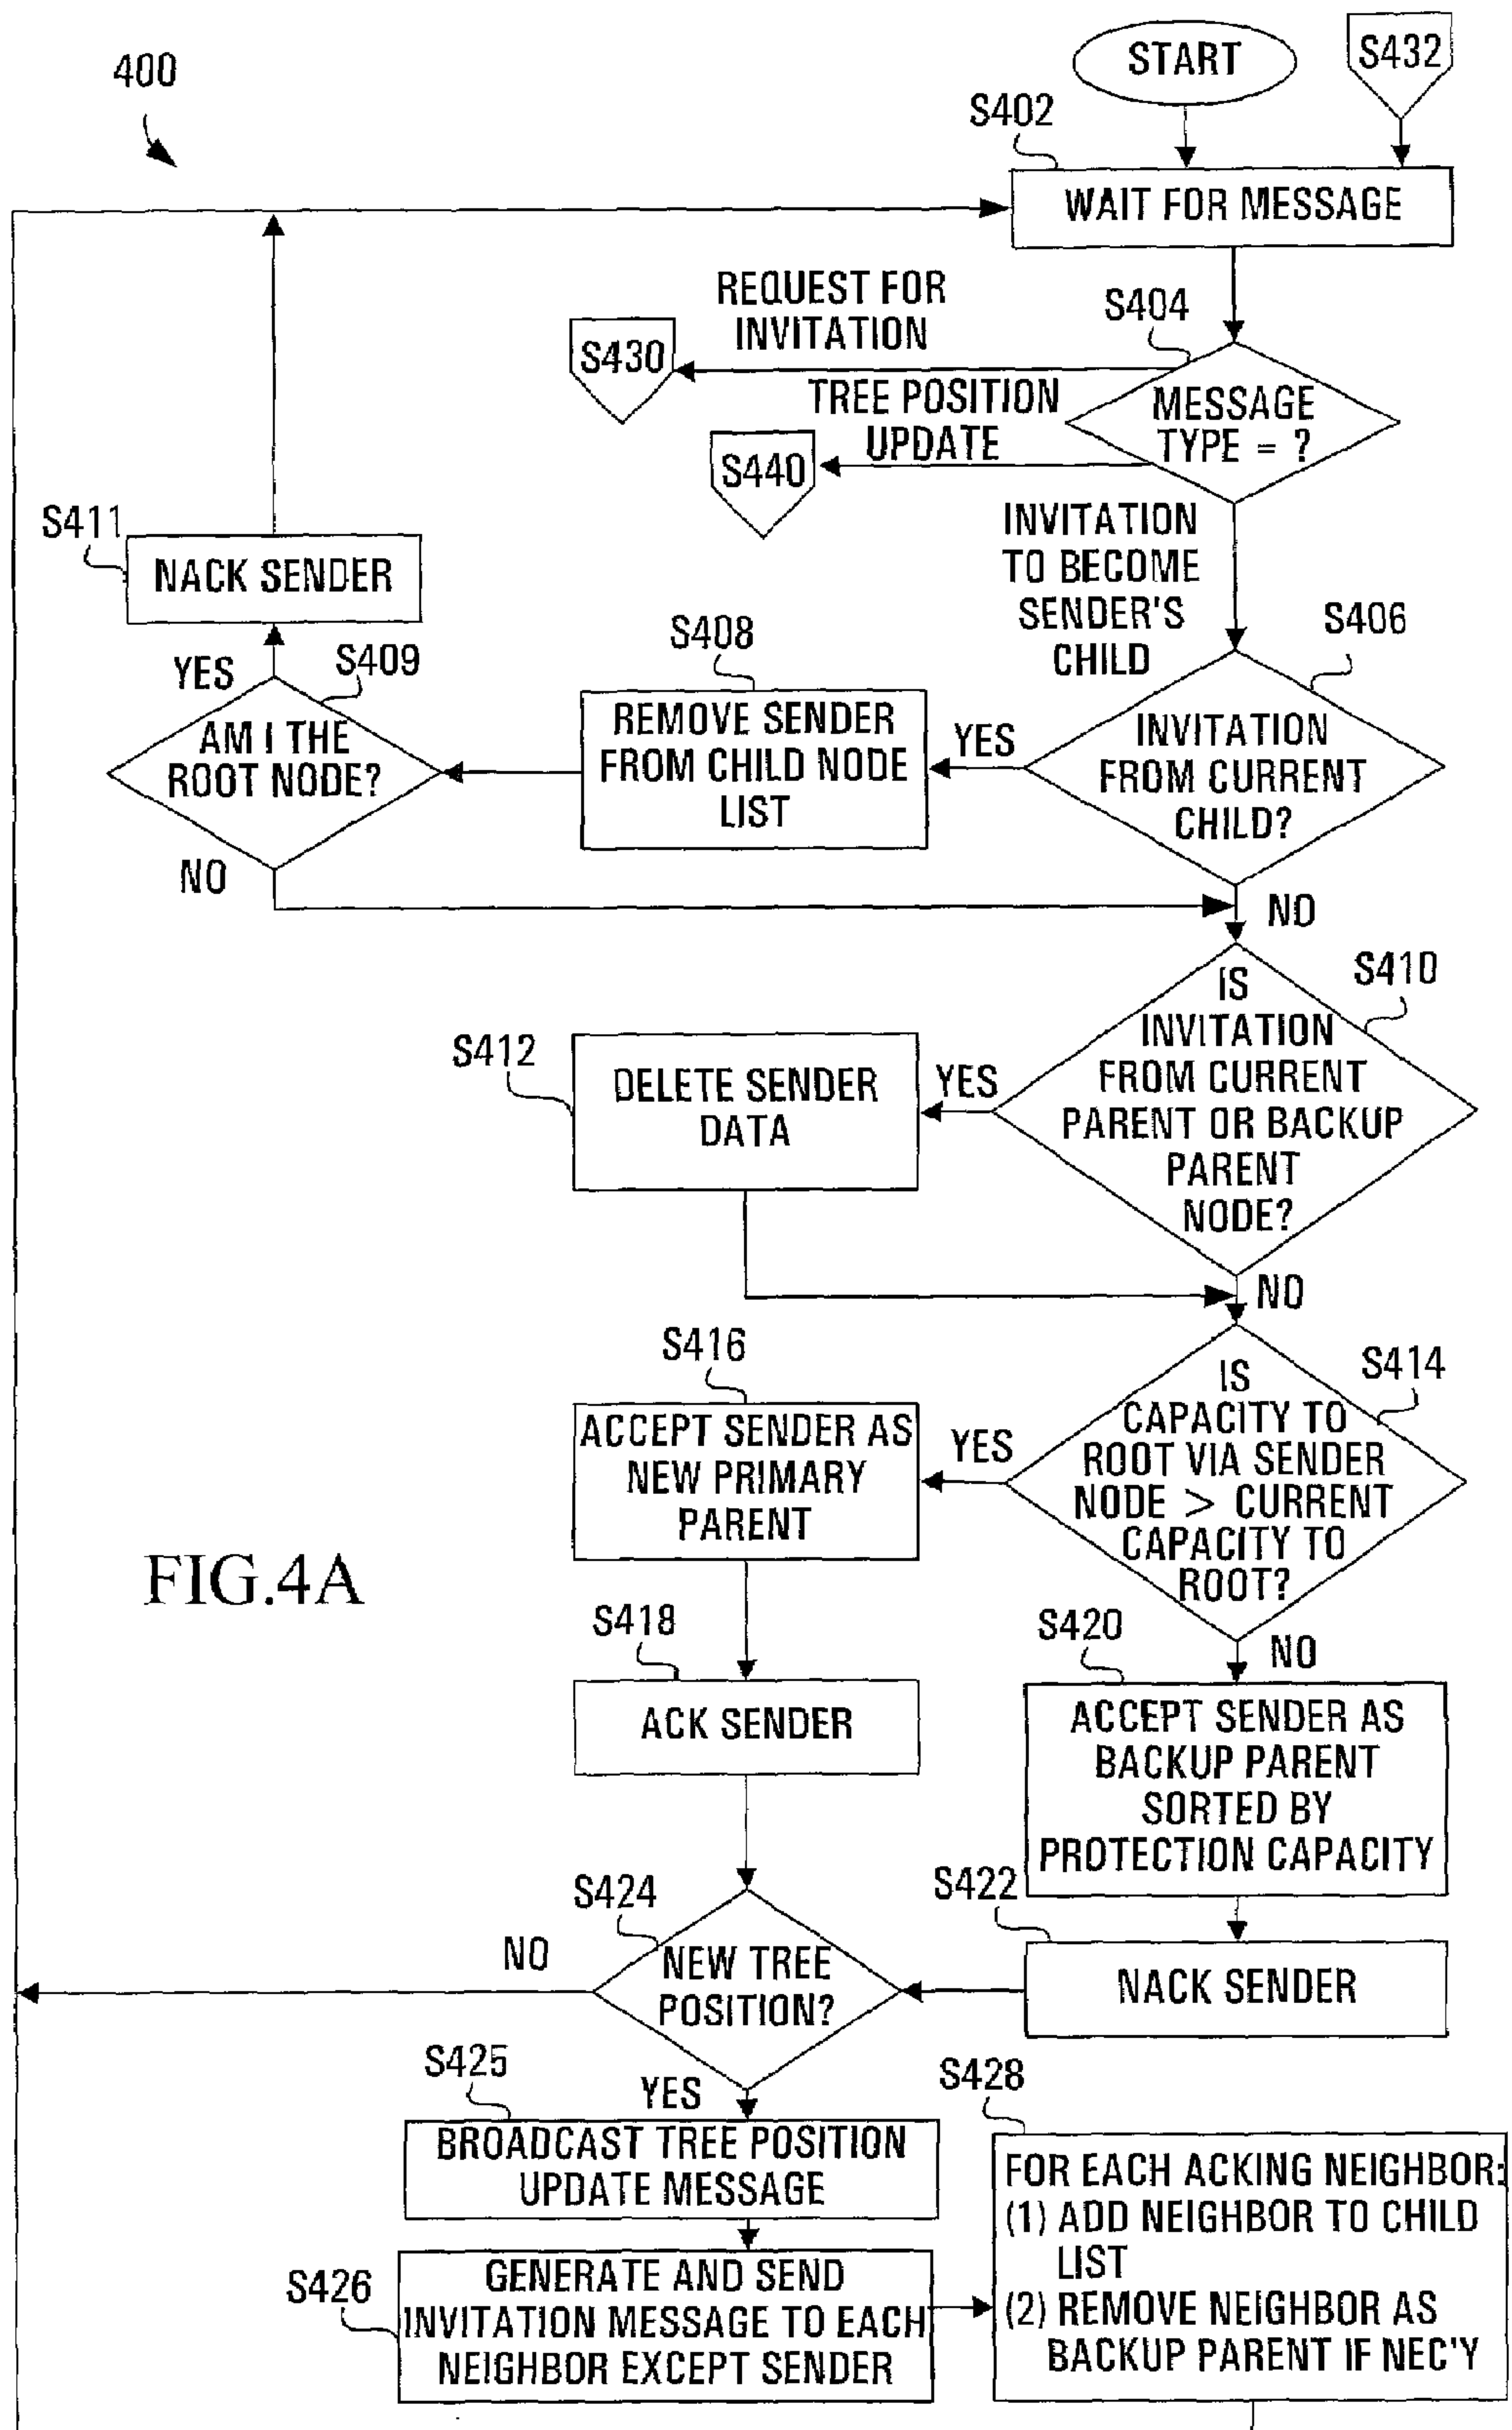 400
START
S432
S402
WAIT FOR MESSAGE
REQUEST FOR
INVITATION
S404
S430
TREE POSITION
UPDATE
MESSAGE
TYPE = ?
S440
S411
NACK SENDER
INVITATION
TO BECOME
SENDER'S
CHILD
S406
S408
YES
S409
AM I THE
ROOT NODE?
REMOVE SENDER
FROM CHILD NODE
LIST
YES
INVITATION
FROM CURRENT
CHILD?
NO
NO
S410
IS
INVITATION
FROM CURRENT
PARENT OR BACKUP
PARENT
NODE?
S412
DELETE SENDER
DATA
YES
NO
S416
S414
IS
CAPACITY TO
ROOT VIA SENDER
NODE > CURRENT
CAPACITY TO
ROOT?
ACCEPT SENDER AS
NEW PRIMARY
PARENT
YES
FIG.4A
S418
S420
NO
ACK SENDER
ACCEPT SENDER AS
BACKUP PARENT
SORTED BY
PROTECTION CAPACITY
S424
S422
NO
NEW TREE
POSITION?
NACK SENDER
S425
YES
S428
BROADCAST TREE POSITION
UPDATE MESSAGE
FOR EACH ACKING NEIGHBOR:
(1) ADD NEIGHBOR TO CHILD
LIST
(2) REMOVE NEIGHBOR AS
BACKUP PARENT IF NEC'Y
S426
GENERATE AND SEND
INVITATION MESSAGE TO EACH
NEIGHBOR EXCEPT SENDER